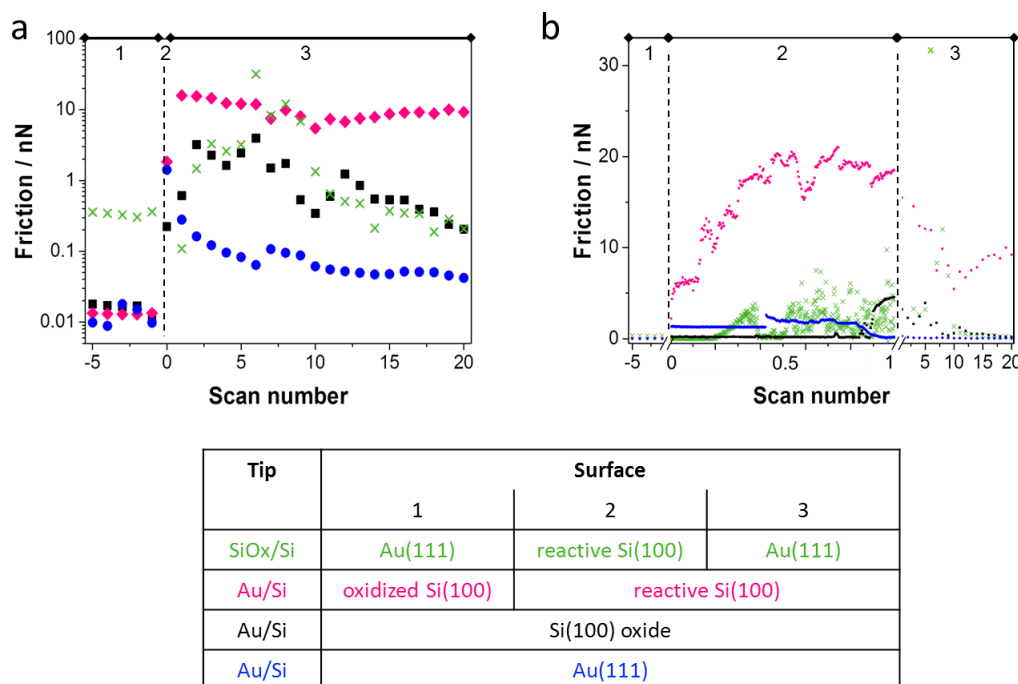 a
b
1 2 3
1 2 3
100
10
1
0.1
0.01
Friction / nN
-5 0 5 10 15 20
Scan number
30
20
10
0
Friction / nN
-5 0 0.5 1 5 10 15 20
Scan number
Tip Surface
1 2 3
SiOx/Si Au(111) reactive Si(100) Au(111)
Au/Si oxidized Si(100) reactive Si(100)
Au/Si Si(100) oxide
Au/Si Au(111)